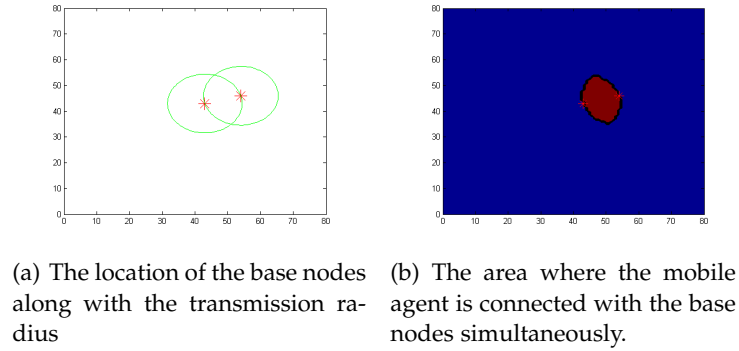 80
70
60
50
40
30
20
10
0
0 10 20 30 40 50 60 70 80
80
70
60
50
40
30
20
10
0
0 10 20 30 40 50 60 70 80
(a) The location of the base nodes
along with the transmission ra-
dius
(b) The area where the mobile
agent is connected with the base
nodes simultaneously.